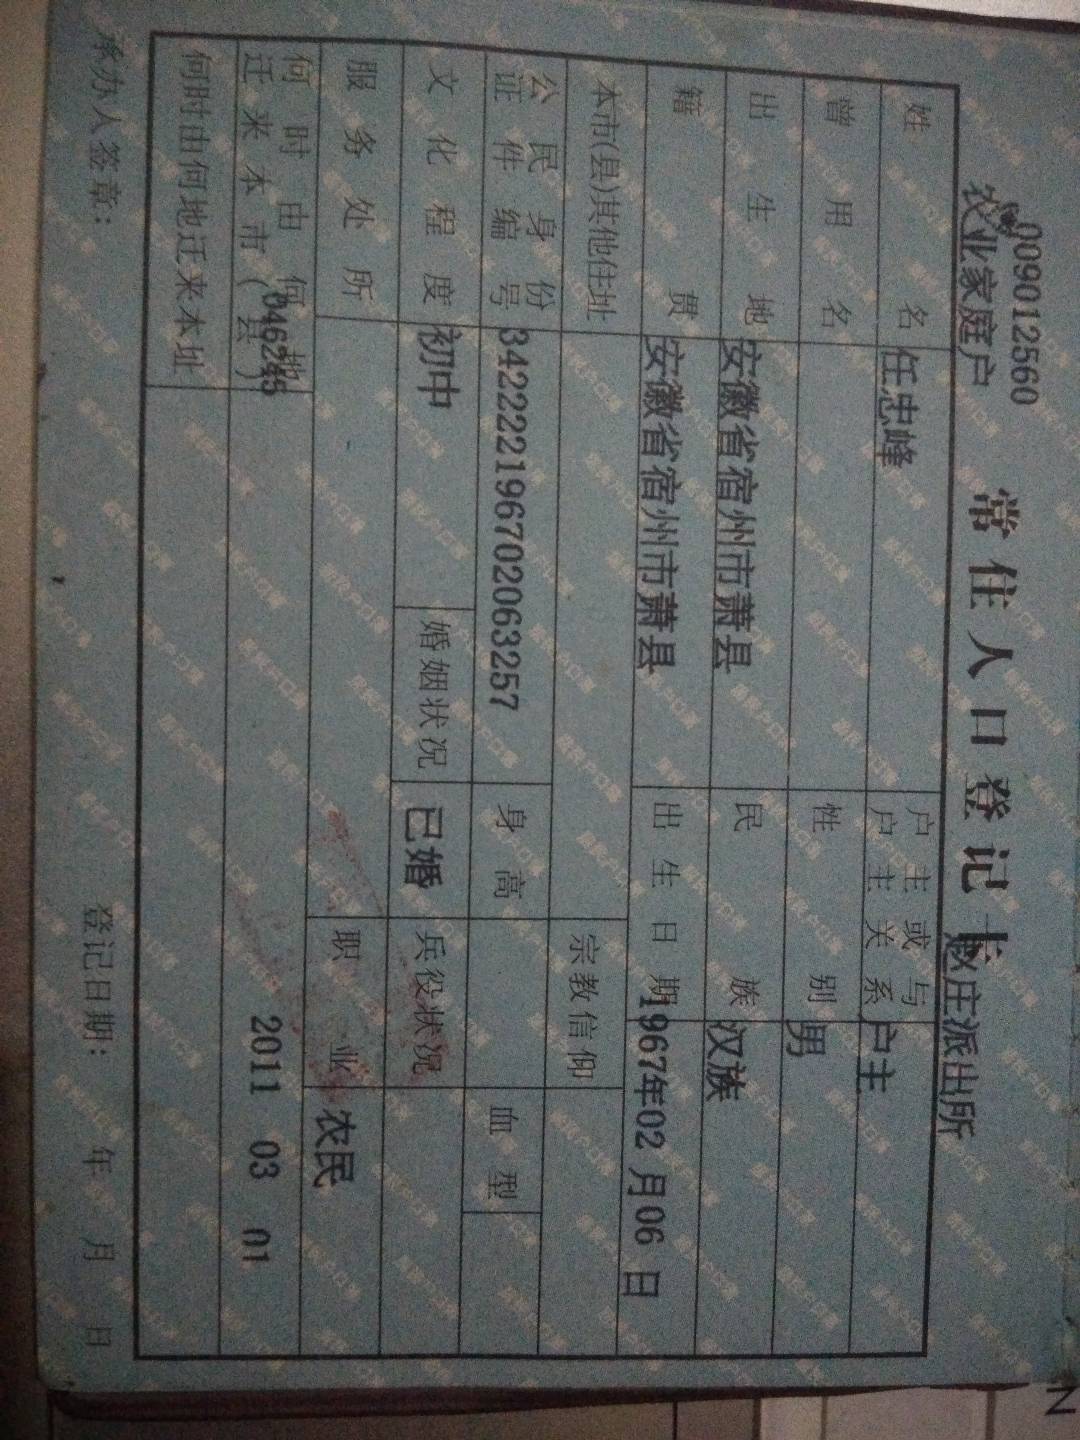 009012560
农业家庭户 常住人口登记卡 赵庄派出所
姓名 任忠峰 户主或与户主关系 户主
曾用名 性别 男
出生地 安徽省宿州市萧县 民族 汉族
籍贯 安徽省宿州市萧县 出生日期 1967年02月06日
本市(县)其他住址 宗教信仰
公民身份证件编号 342222196702063257 身高 血型
文化程度 初中 婚姻状况 已婚 兵役状况
服务处所 职业 农民
何时由何地迁来本市(县) 046245 2011 03 01
何时由何地迁来本址
承办人签章: 登记日期: 年 月 日